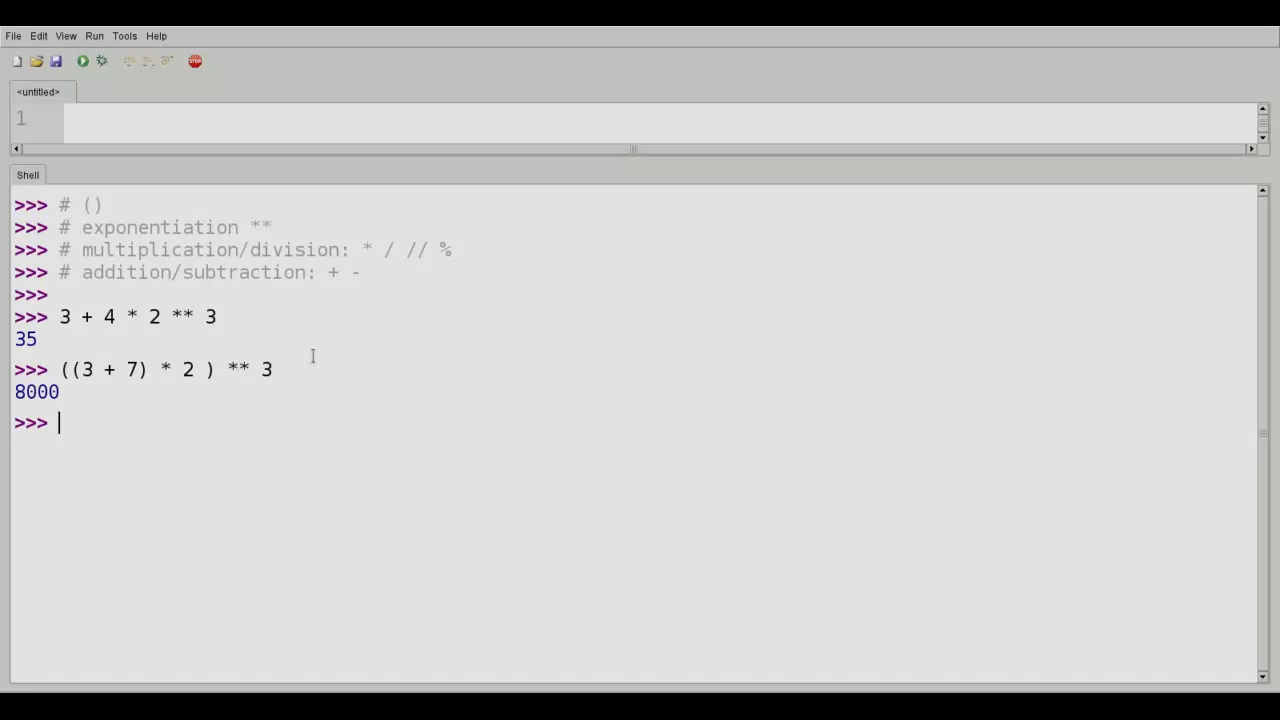 File Edit View Run Tools Help
STOP
<untitled>
1
Shell
>>> # ()
>>> # exponentiation **
>>> # multiplication/division: * / // %
>>> # addition/subtraction: + -
>>>
>>> 3 + 4 * 2 ** 3
35
>>> ((3 + 7) * 2 ) ** 3
8000
>>>